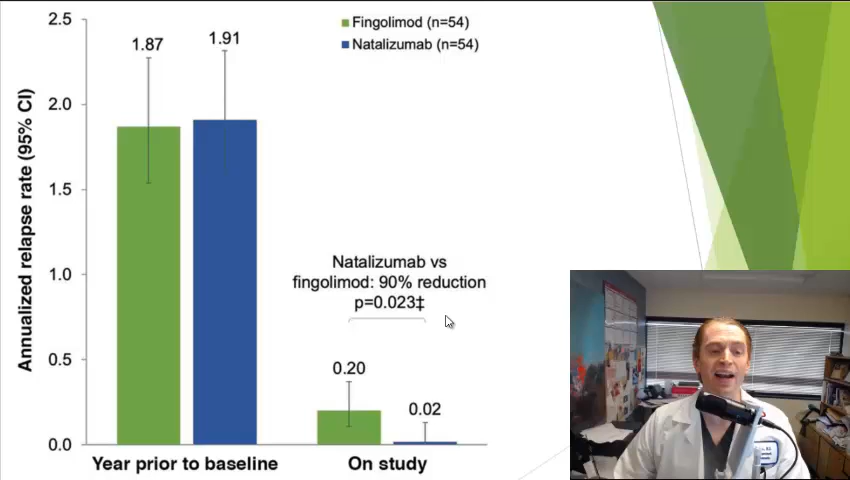 2.5
2.0
1.5
1.0
0.5
0.0
Annualized relapse rate (95% CI)
Fingolimod (n=54)
Natalizumab (n=54)
1.87
1.91
Natalizumab vs
fingolimod: 90% reduction
p=0.023‡
0.20
0.02
Year prior to baseline
On study